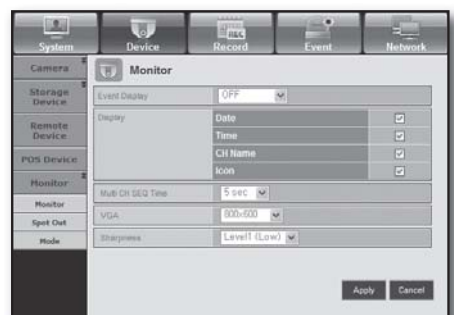 System Device Record Event Network
REC
Camera
Monitor
Storage Device
Event Display OFF
Remote Device
Display Date
Time
CH Name
Icon
POS Device
Monitor
Multi CH SEQ Time 5 sec
Monitor
VGA 800x600
Spot Out
Mode
Sharpness Level1 (Low)
Apply Cancel